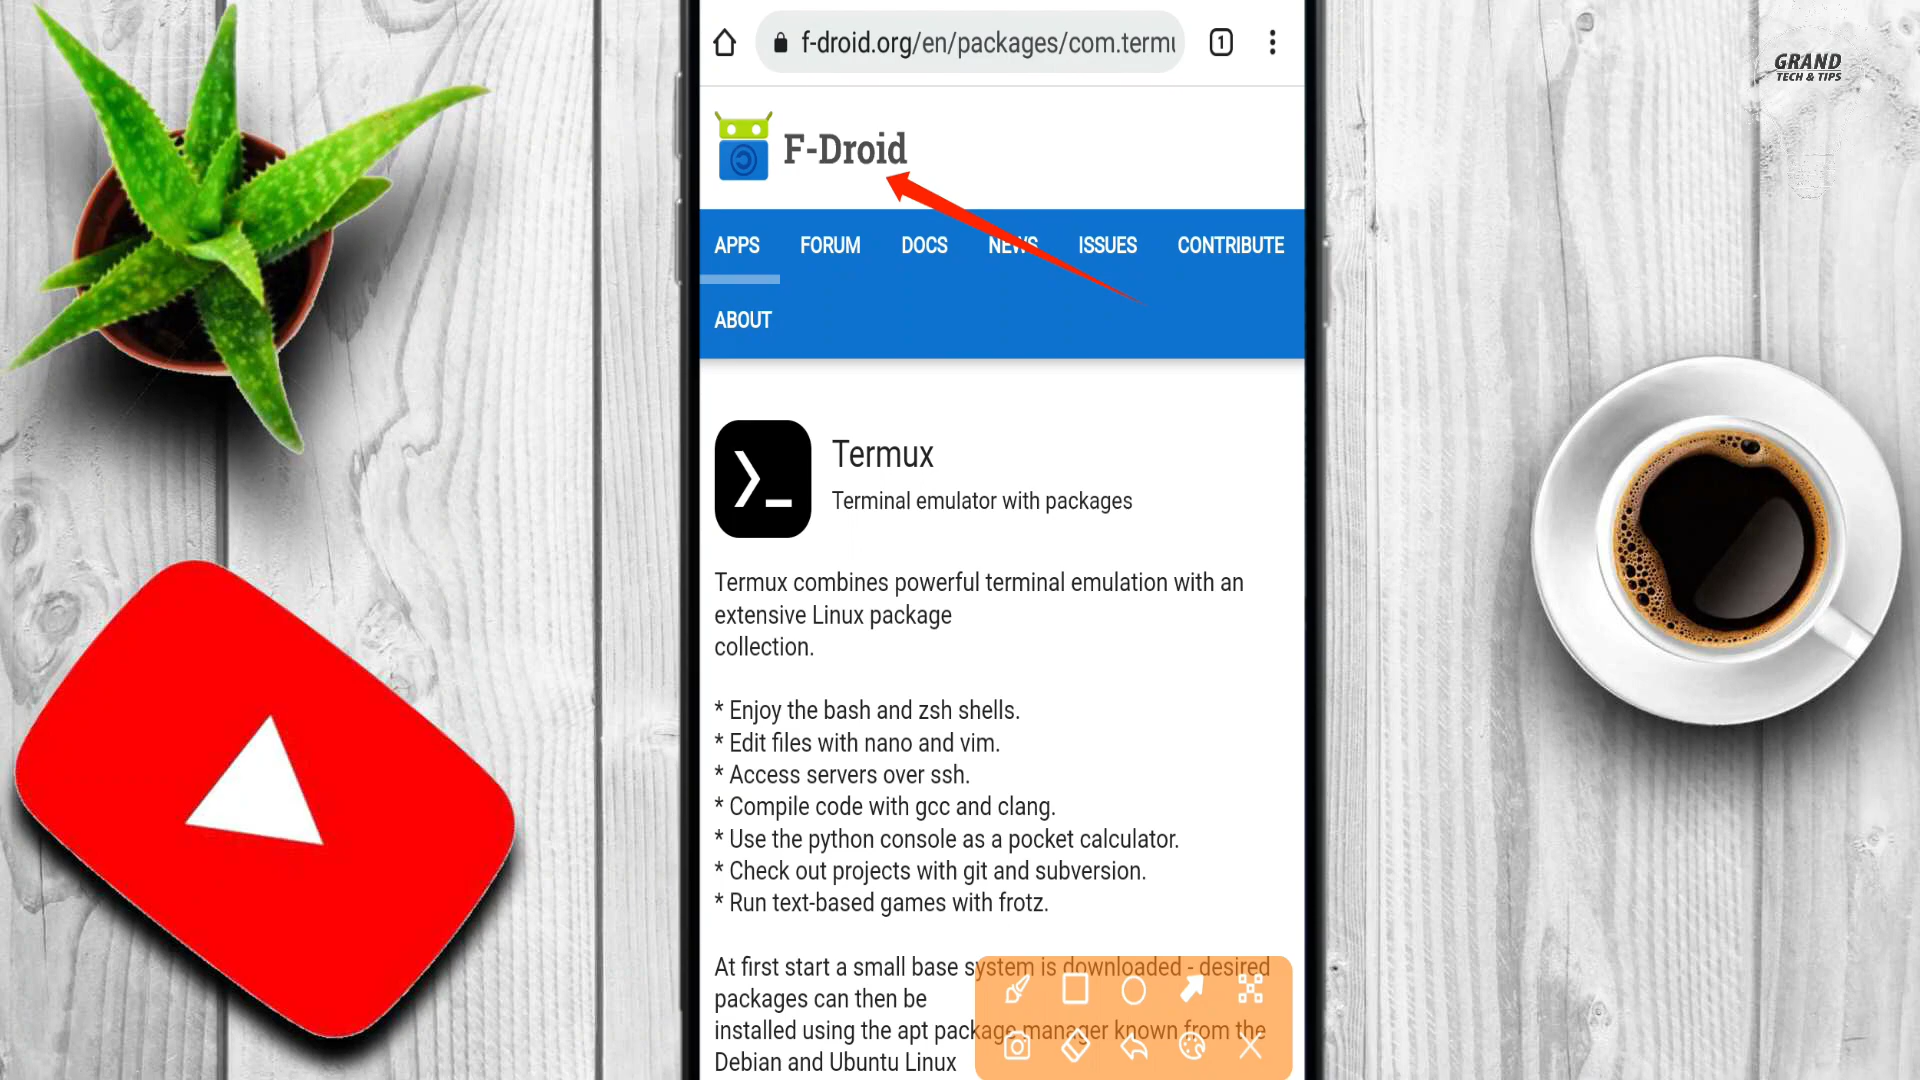 f-droid.org/en/packages/com.termu
1
GRAND
TECH & TIPS
F-Droid
APPS FORUM DOCS NEWS ISSUES CONTRIBUTE
ABOUT
Termux
Terminal emulator with packages
Termux combines powerful terminal emulation with an
extensive Linux package
collection.
* Enjoy the bash and zsh shells.
* Edit files with nano and vim.
* Access servers over ssh.
* Compile code with gcc and clang.
* Use the python console as a pocket calculator.
* Check out projects with git and subversion.
* Run text-based games with frotz.
At first start a small base system is downloaded - desired
packages can then be
installed using the apt package manager known from the
Debian and Ubuntu Linux